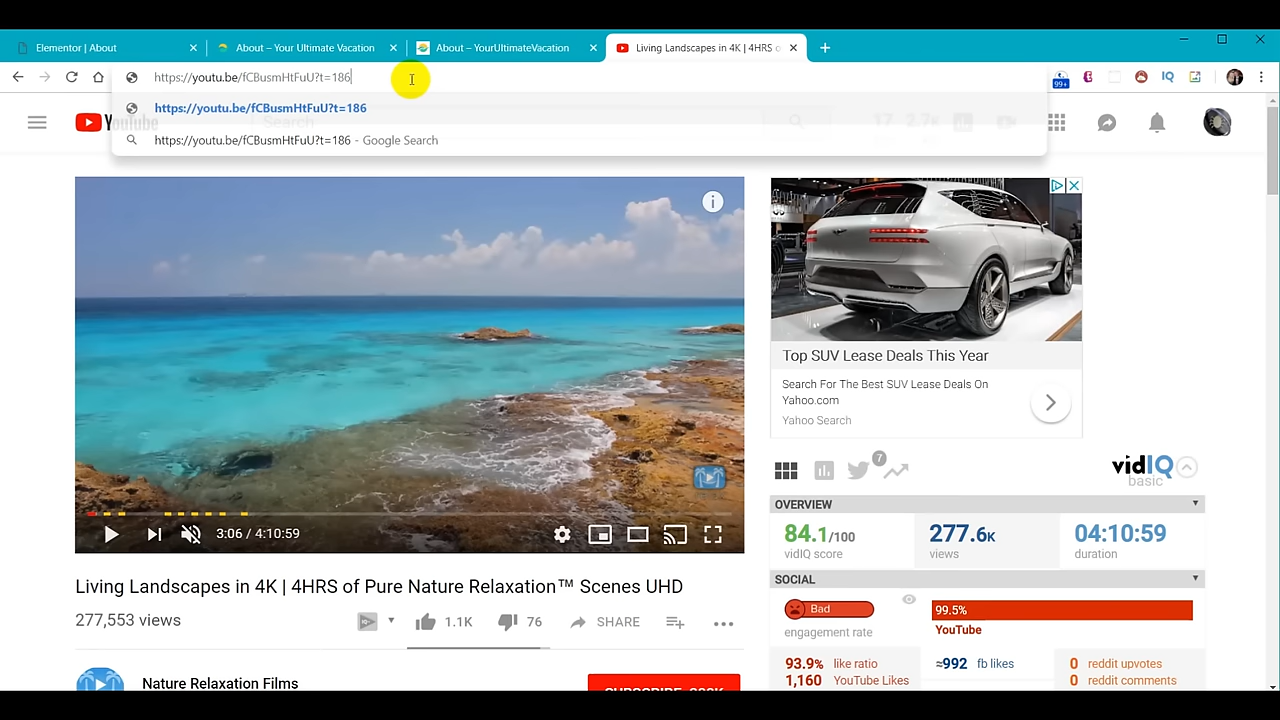 Elementor | About
About – Your Ultimate Vacation
About – YourUltimateVacation
Living Landscapes in 4K | 4HRS o
https://youtu.be/fCBusmHtFuU?t=186
99+
IQ
https://youtu.be/fCBusmHtFuU?t=186
https://youtu.be/fCBusmHtFuU?t=186 - Google Search
YouTube
Search
17 2.7K
Top SUV Lease Deals This Year
Search For The Best SUV Lease Deals On
Yahoo.com
Yahoo Search
7
vidIQ
basic
OVERVIEW
84.1/100
277.6K
04:10:59
vidIQ score
views
duration
3:06 / 4:10:59
Living Landscapes in 4K | 4HRS of Pure Nature Relaxation™ Scenes UHD
277,553 views
1.1K
76
SHARE
SOCIAL
Bad
99.5%
engagement rate
YouTube
93.9% like ratio
≈992 fb likes
0 reddit upvotes
1,160 YouTube Likes
0 reddit comments
Nature Relaxation Films